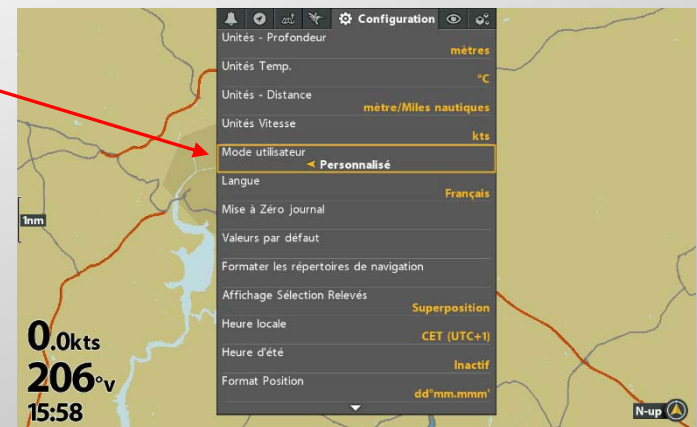 Configuration
Unités - Profondeur
mètres
Unités Temp.
°C
Unités - Distance
mètre/Miles nautiques
Unités Vitesse
kts
Mode utilisateur
Personnalisé
Langue
Français
Mise à Zéro journal
Valeurs par défaut
Formater les répertoires de navigation
Affichage Sélection Relevés
Superposition
Heure locale
CET (UTC+1)
Heure d'été
Inactif
Format Position
dd°mm.mmm'
1nm
0.0kts
206°v
15:58
N-up